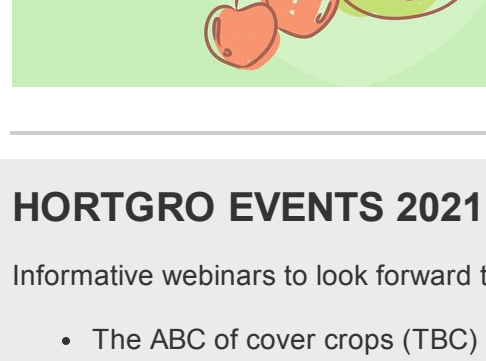 HORTGRO EVENTS 2021
Informative webinars to look forward t
• The ABC of cover crops (TBC)